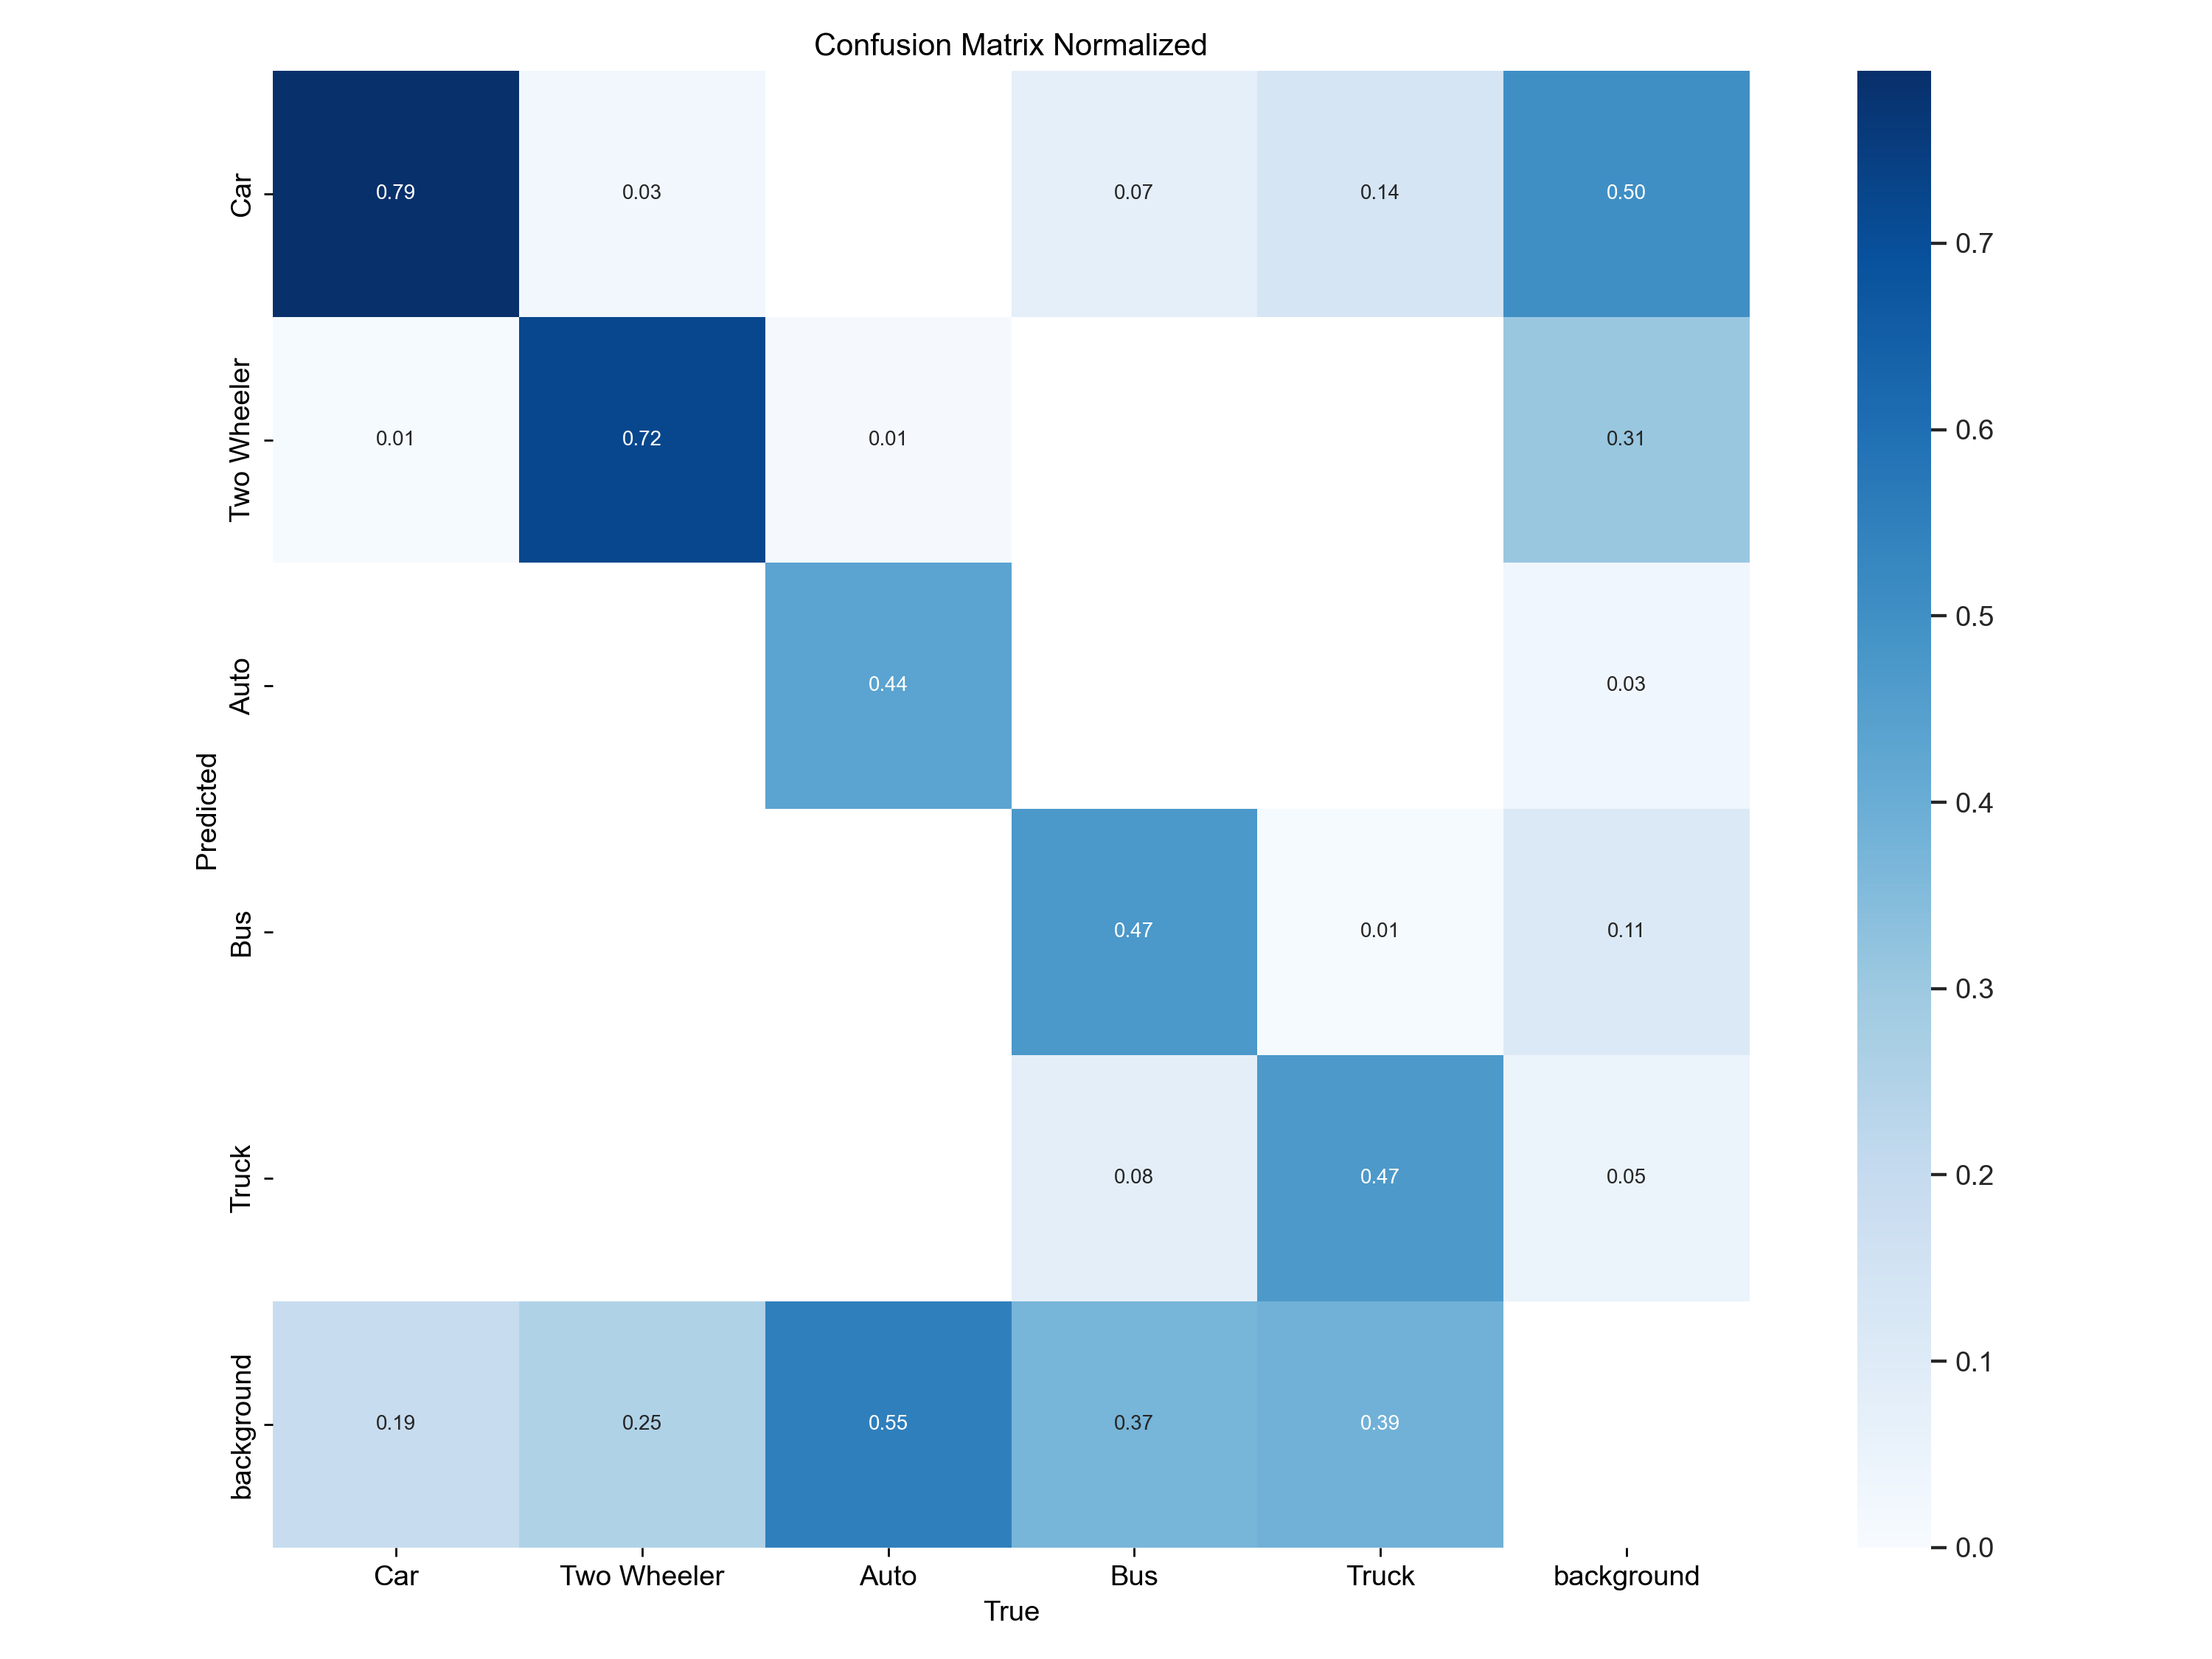 Confusion Matrix Normalized
Car
0.79
0.03
0.07
0.14
0.50
Two Wheeler
0.01
0.72
0.01
0.31
Auto
0.44
0.03
Predicted
Bus
0.47
0.01
0.11
Truck
0.08
0.47
0.05
background
0.19
0.25
0.55
0.37
0.39
Car
Two Wheeler
Auto
Bus
Truck
background
True
0.7
0.6
0.5
0.4
0.3
0.2
0.1
0.0